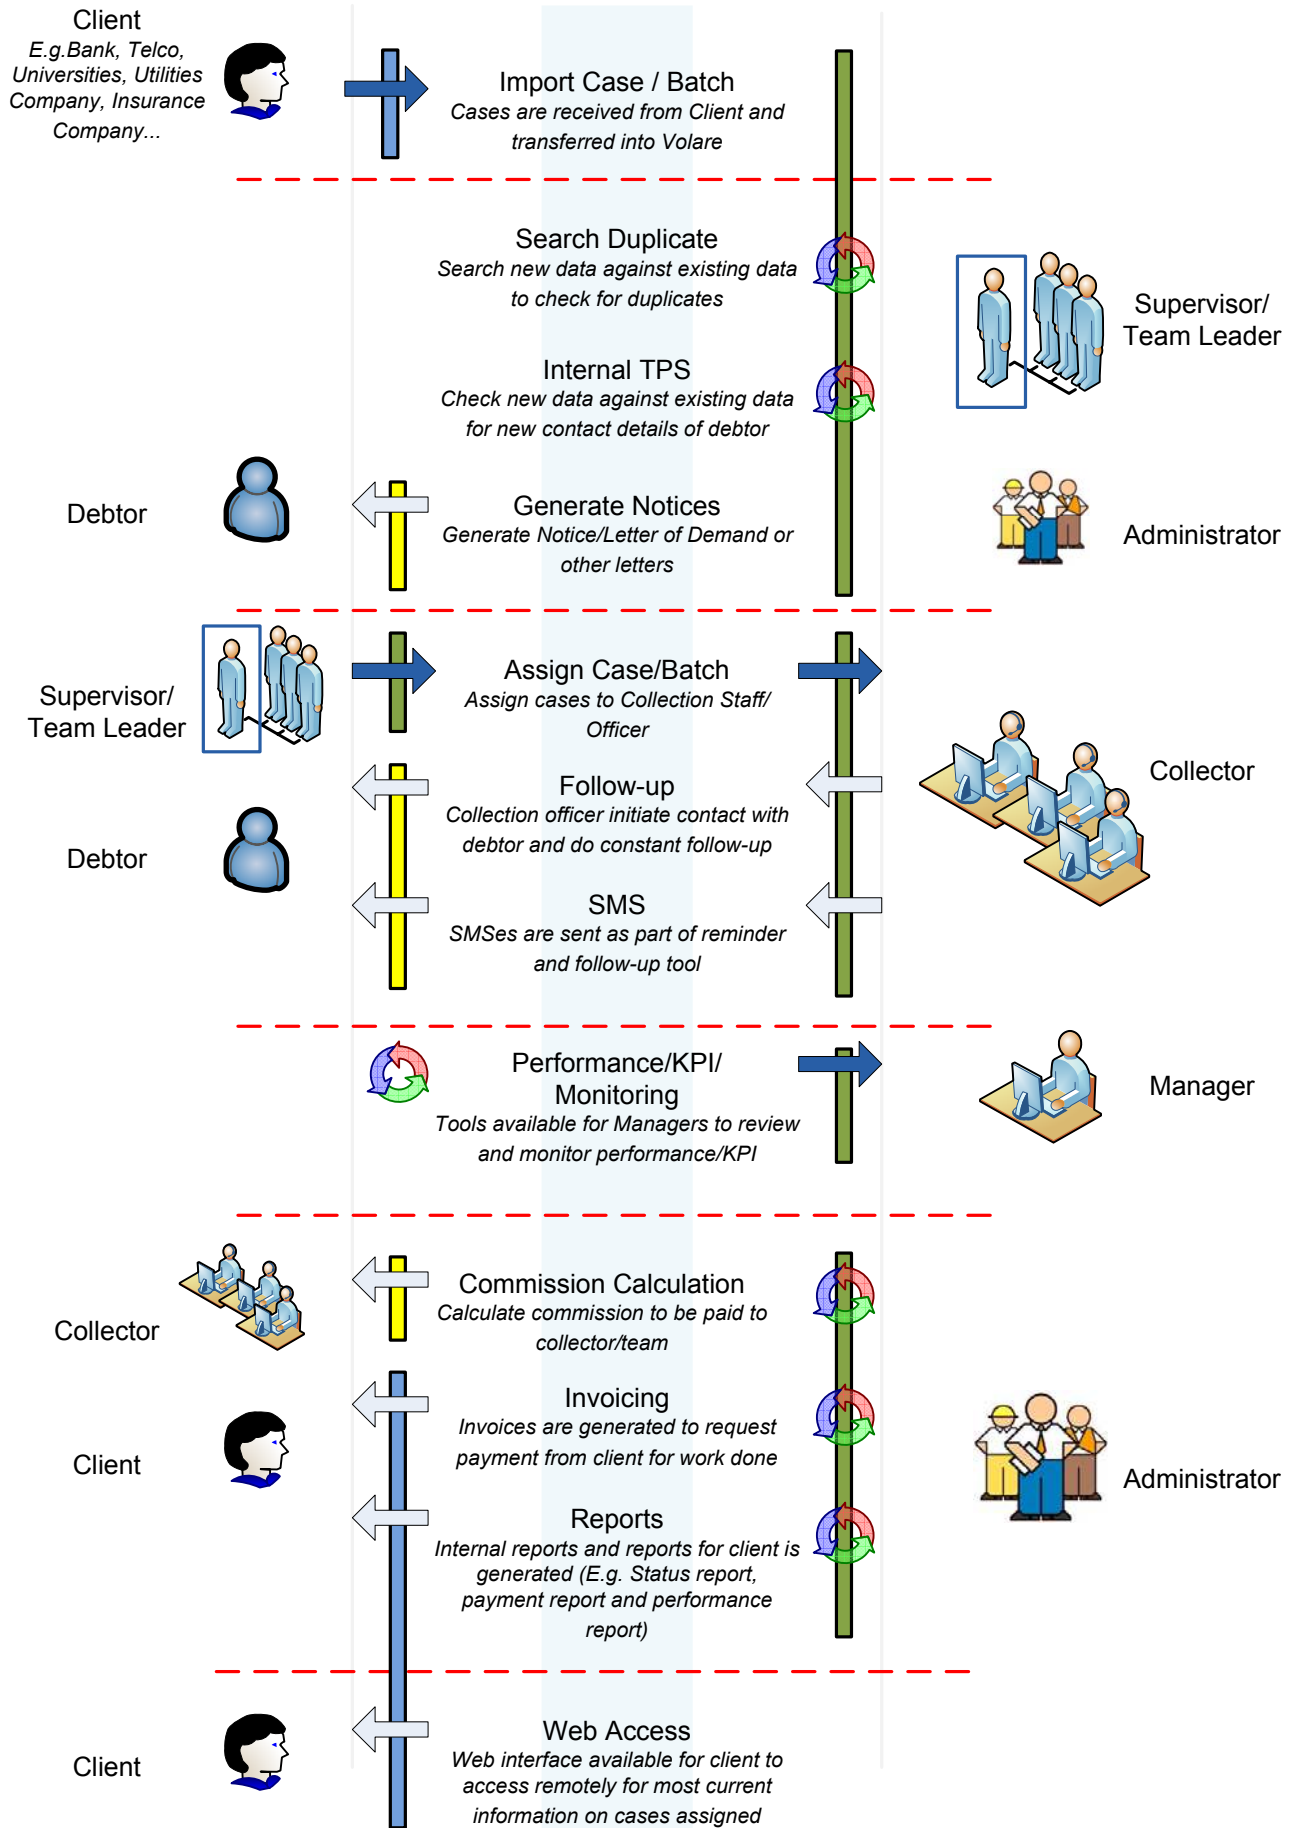 Client
E.g.Bank, Telco,
Universities, Utilities
Company, Insurance
Company...
Import Case / Batch
Cases are received from Client and
transferred into Volare
Search Duplicate
Search new data against existing data
to check for duplicates
Supervisor/
Team Leader
Internal TPS
Check new data against existing data
for new contact details of debtor
Debtor
Generate Notices
Generate Notice/Letter of Demand or
other letters
Administrator
Supervisor/
Team Leader
Assign Case/Batch
Assign cases to Collection Staff/
Officer
Collector
Follow-up
Collection officer initiate contact with
debtor and do constant follow-up
Debtor
SMS
SMSes are sent as part of reminder
and follow-up tool
Performance/KPI/
Monitoring
Tools available for Managers to review
and monitor performance/KPI
Manager
Collector
Commission Calculation
Calculate commission to be paid to
collector/team
Client
Invoicing
Invoices are generated to request
payment from client for work done
Administrator
Reports
Internal reports and reports for client is
generated (E.g. Status report,
payment report and performance
report)
Client
Web Access
Web interface available for client to
access remotely for most current
information on cases assigned